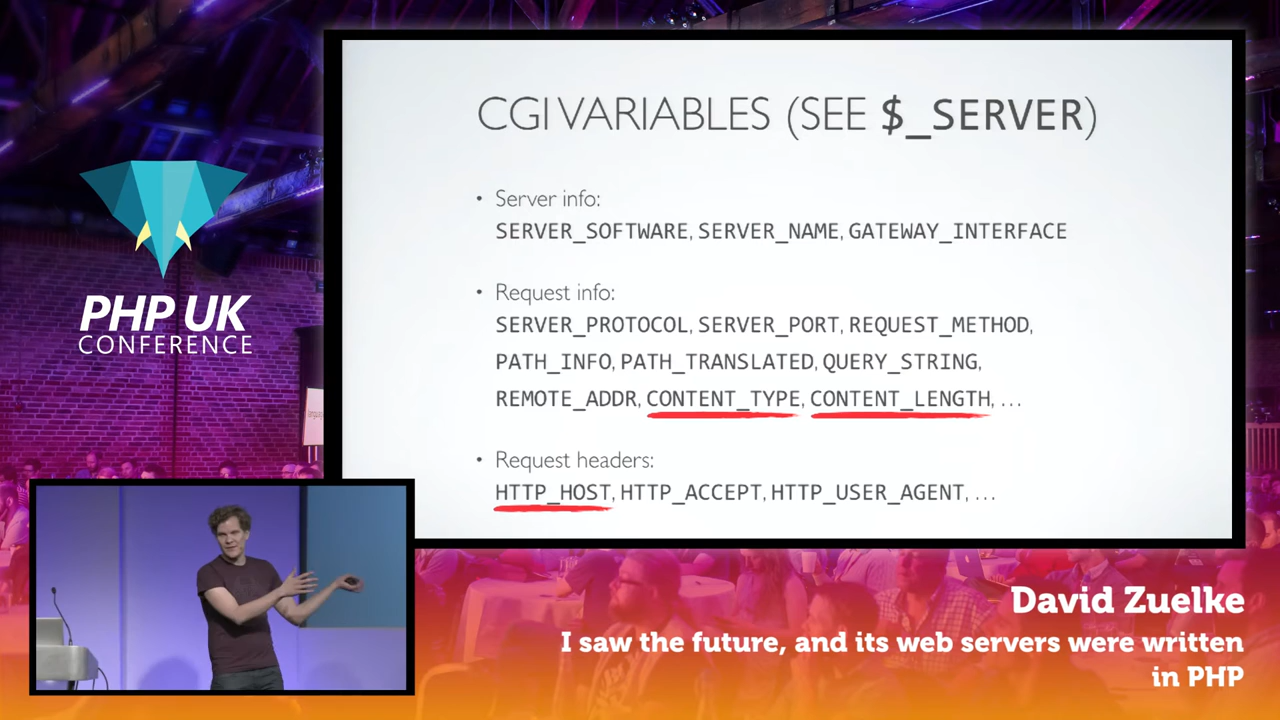 CGI VARIABLES (SEE $_SERVER)
• Server info:
SERVER_SOFTWARE, SERVER_NAME, GATEWAY_INTERFACE
• Request info:
SERVER_PROTOCOL, SERVER_PORT, REQUEST_METHOD,
PATH_INFO, PATH_TRANSLATED, QUERY_STRING,
REMOTE_ADDR, CONTENT_TYPE, CONTENT_LENGTH, ...
• Request headers:
HTTP_HOST, HTTP_ACCEPT, HTTP_USER_AGENT, ...
PHP UK
CONFERENCE
David Zuelke
I saw the future, and its web servers were written
in PHP